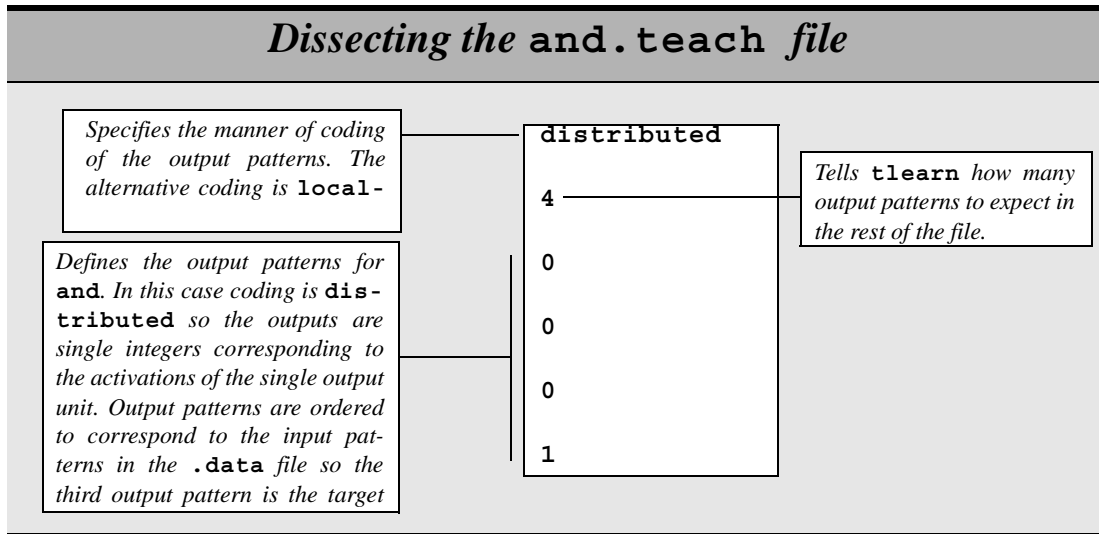 Dissecting the and.teach file
Specifies the manner of coding
of the output patterns. The
alternative coding is local-
distributed
4
0
0
0
1
Tells tlearn how many
output patterns to expect in
the rest of the file.
Defines the output patterns for
and. In this case coding is dis-
tributed so the outputs are
single integers corresponding to
the activations of the single output
unit. Output patterns are ordered
to correspond to the input pat-
terns in the .data file so the
third output pattern is the target